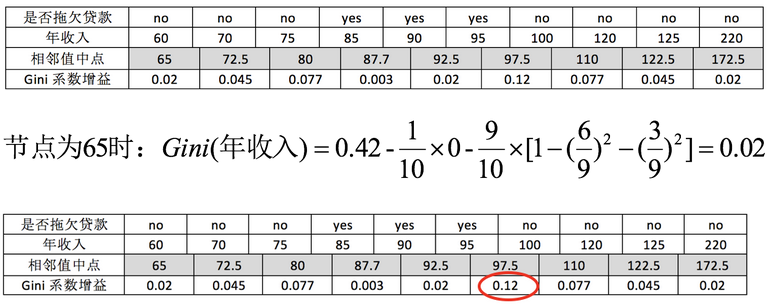 是否拖欠贷款 no no no yes yes yes no no no no
年收入 60 70 75 85 90 95 100 120 125 220
相邻值中点 65 72.5 80 87.7 92.5 97.5 110 122.5 172.5
Gini 系数增益 0.02 0.045 0.077 0.003 0.02 0.12 0.077 0.045 0.02
节点为65时：Gini(年收入) = 0.42 - 1/10 × 0 - 9/10 × [1 − (6/9)² − (3/9)²] = 0.02
是否拖欠贷款 no no no yes yes yes no no no no
年收入 60 70 75 85 90 95 100 120 125 220
相邻值中点 65 72.5 80 87.7 92.5 97.5 110 122.5 172.5
Gini 系数增益 0.02 0.045 0.077 0.003 0.02 0.12 0.077 0.045 0.02